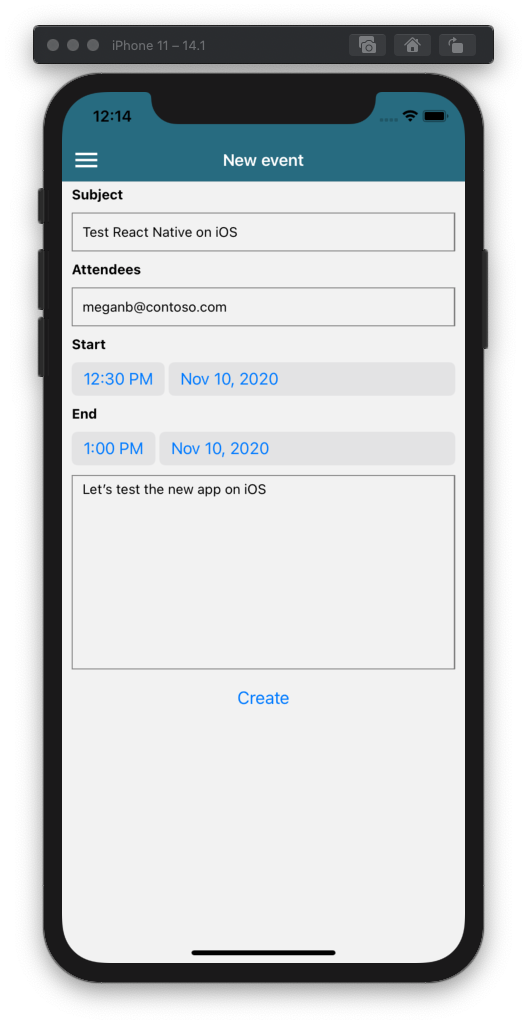 iPhone 11 – 14.1
12:14
New event
Subject
Test React Native on iOS
Attendees
meganb@contoso.com
Start
12:30 PM Nov 10, 2020
End
1:00 PM Nov 10, 2020
Let’s test the new app on iOS
Create